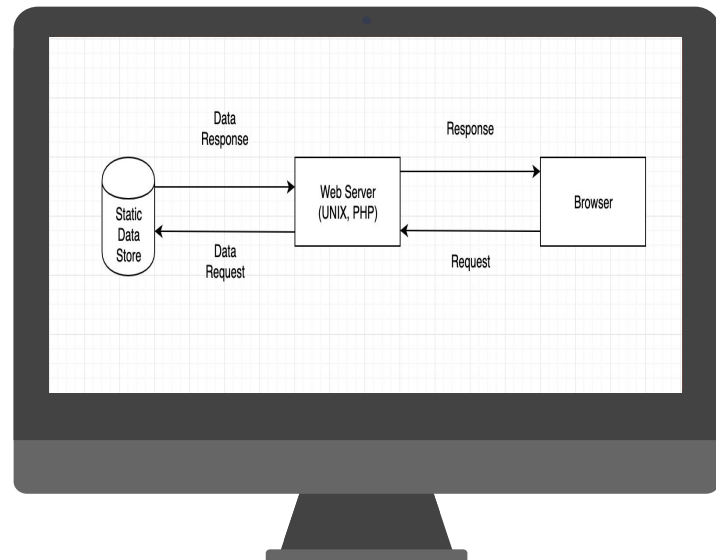 Data
Response
Response
Static
Data
Store
Web Server
(UNIX, PHP)
Browser
Data
Request
Request